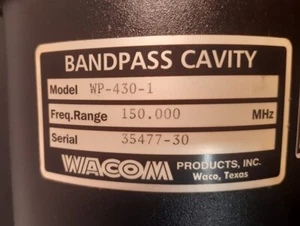 BANDPASS CAVITY
Model WP-430-1
Freq.Range 150.000 MHz
Serial 35477-30
WACOM PRODUCTS, INC.
Waco, Texas